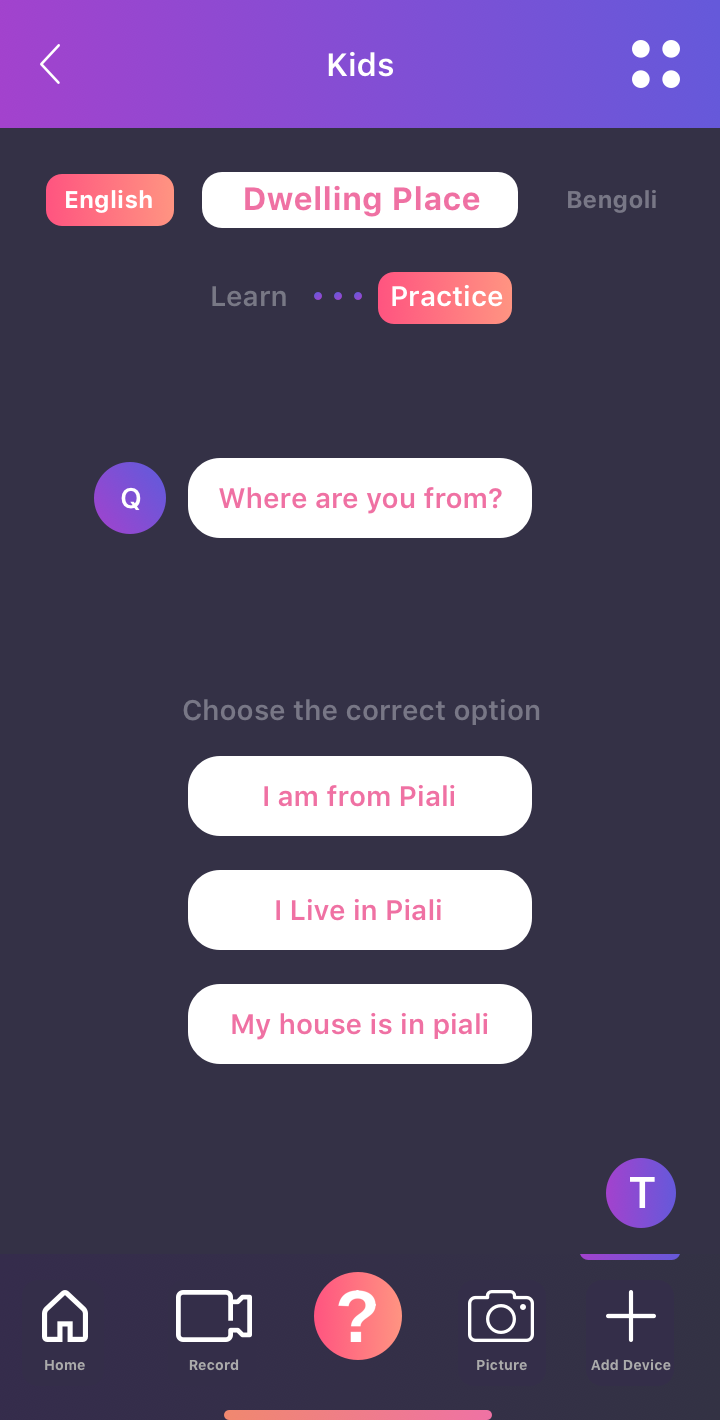 Kids
English
Dwelling Place
Bengoli
Learn
Practice
Q
Where are you from?
Choose the correct option
I am from Piali
I Live in Piali
My house is in piali
T
?
Home
Record
Picture
Add Device